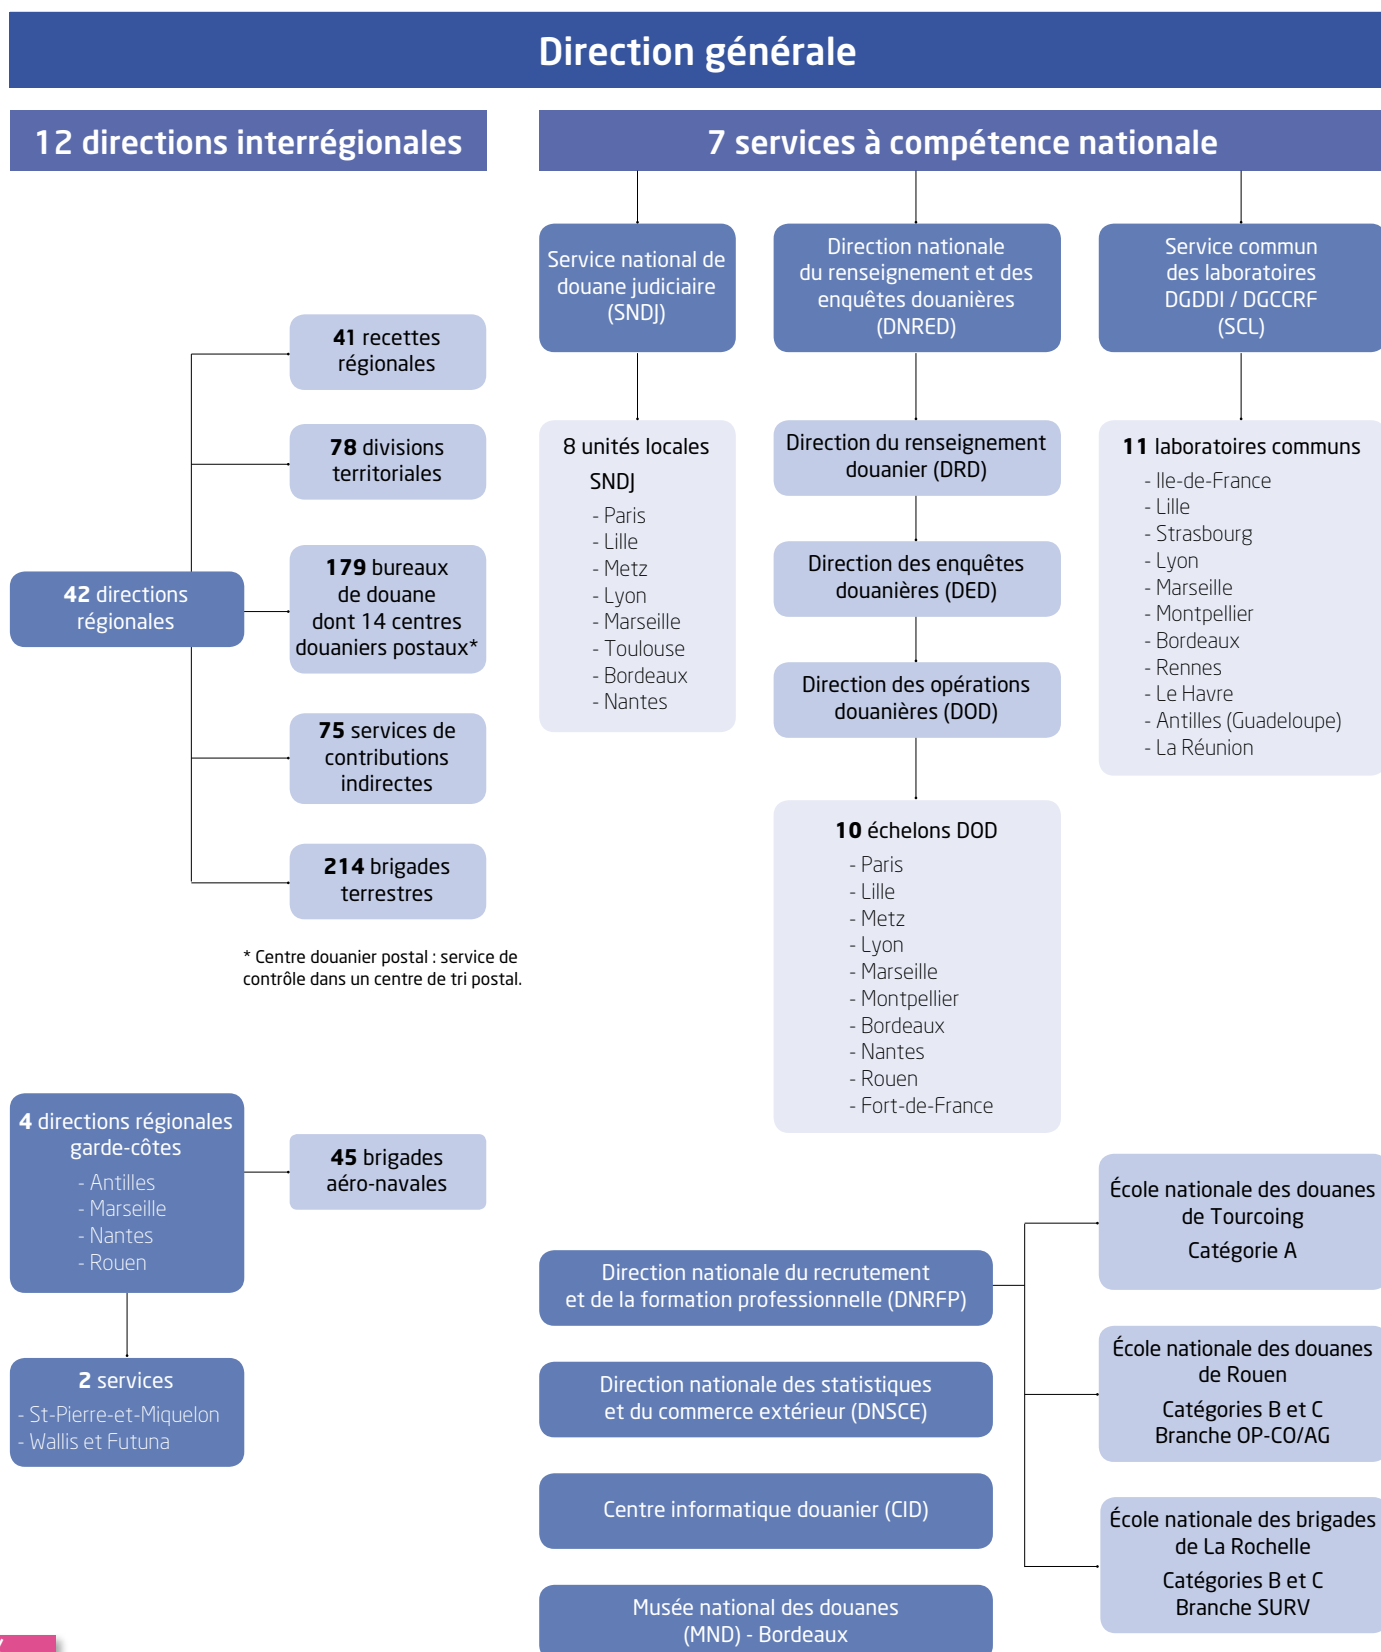 Direction générale
12 directions interrégionales
41 recettes
régionales
78 divisions
territoriales
42 directions
régionales
179 bureaux
de douane
dont 14 centres
douaniers postaux*
75 services de
contributions
indirectes
214 brigades
terrestres
* Centre douanier postal : service de
contrôle dans un centre de tri postal.
4 directions régionales
garde-côtes
- Antilles
- Marseille
- Nantes
- Rouen
45 brigades
aéro-navales
2 services
- St-Pierre-et-Miquelon
- Wallis et Futuna
7 services à compétence nationale
Service national de
douane judiciaire
(SNDJ)
8 unités locales
SNDJ
- Paris
- Lille
- Metz
- Lyon
- Marseille
- Toulouse
- Bordeaux
- Nantes
Direction nationale
du renseignement et des
enquêtes douanières
(DNRED)
Direction du renseignement
douanier (DRD)
Direction des enquêtes
douanières (DED)
Direction des opérations
douanières (DOD)
10 échelons DOD
- Paris
- Lille
- Metz
- Lyon
- Marseille
- Montpellier
- Bordeaux
- Nantes
- Rouen
- Fort-de-France
Service commun
des laboratoires
DGDDI / DGCCRF
(SCL)
11 laboratoires communs
- Ile-de-France
- Lille
- Strasbourg
- Lyon
- Marseille
- Montpellier
- Bordeaux
- Rennes
- Le Havre
- Antilles (Guadeloupe)
- La Réunion
Direction nationale du recrutement
et de la formation professionnelle (DNRFP)
École nationale des douanes
de Tourcoing
Catégorie A
École nationale des douanes
de Rouen
Catégories B et C
Branche OP-CO/AG
École nationale des brigades
de La Rochelle
Catégories B et C
Branche SURV
Direction nationale des statistiques
et du commerce extérieur (DNSCE)
Centre informatique douanier (CID)
Musée national des douanes
(MND) - Bordeaux